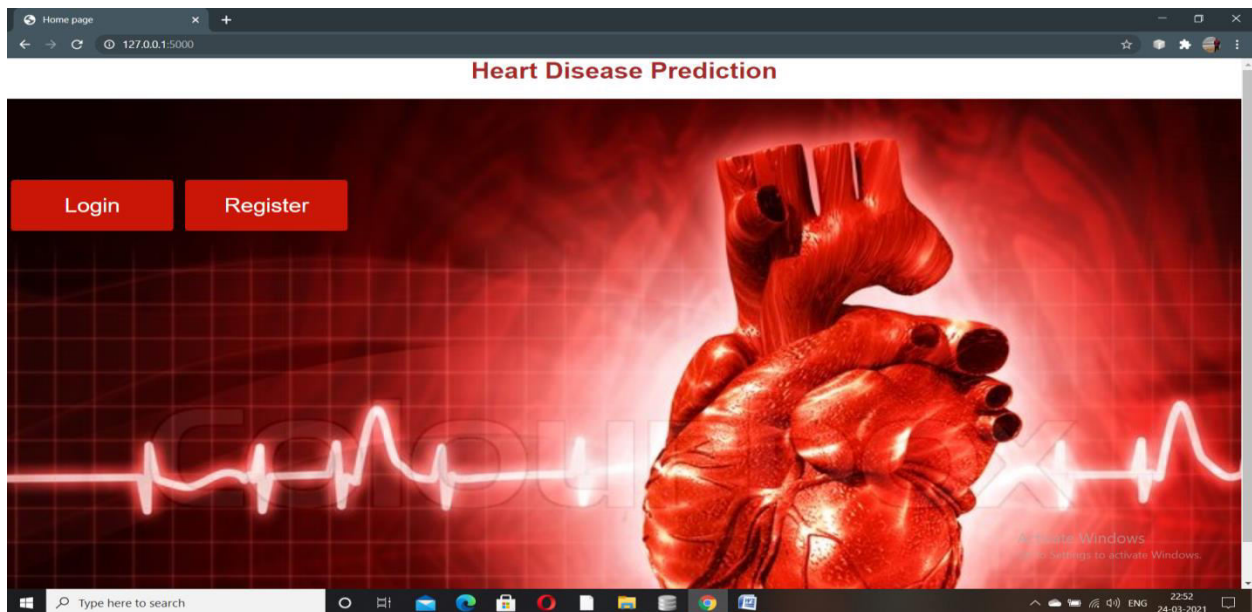 Home page
127.0.0.1:5000
Heart Disease Prediction
Login Register
colourbox
Activate Windows
Go to Settings to activate Windows.
Type here to search
ENG
22:52
24-03-2021